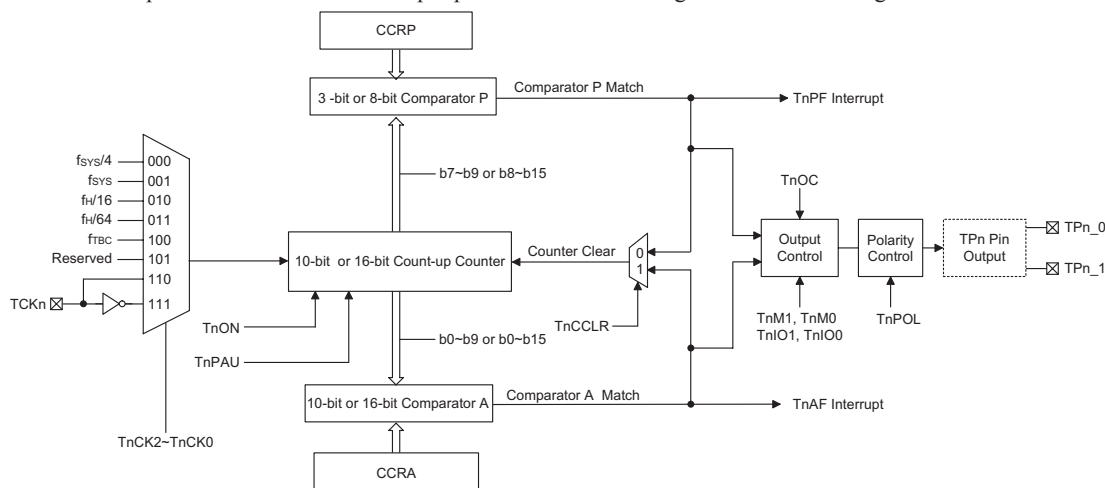 CCRP
3 -bit or 8-bit Comparator P
Comparator P Match
TnPF Interrupt
b7~b9 or b8~b15
fSYS/4
000
fSYS
001
fH/16
010
fH/64
011
fTBC
100
Reserved
101
110
TCKn
111
TnCK2~TnCK0
10-bit or 16-bit Count-up Counter
Counter Clear
0
1
TnCCLR
TnON
TnPAU
b0~b9 or b0~b15
TnOC
Output Control
TnM1, TnM0
TnIO1, TnIO0
Polarity Control
TnPOL
TPn Pin Output
TPn_0
TPn_1
10-bit or 16-bit Comparator A
Comparator A Match
TnAF Interrupt
CCRA